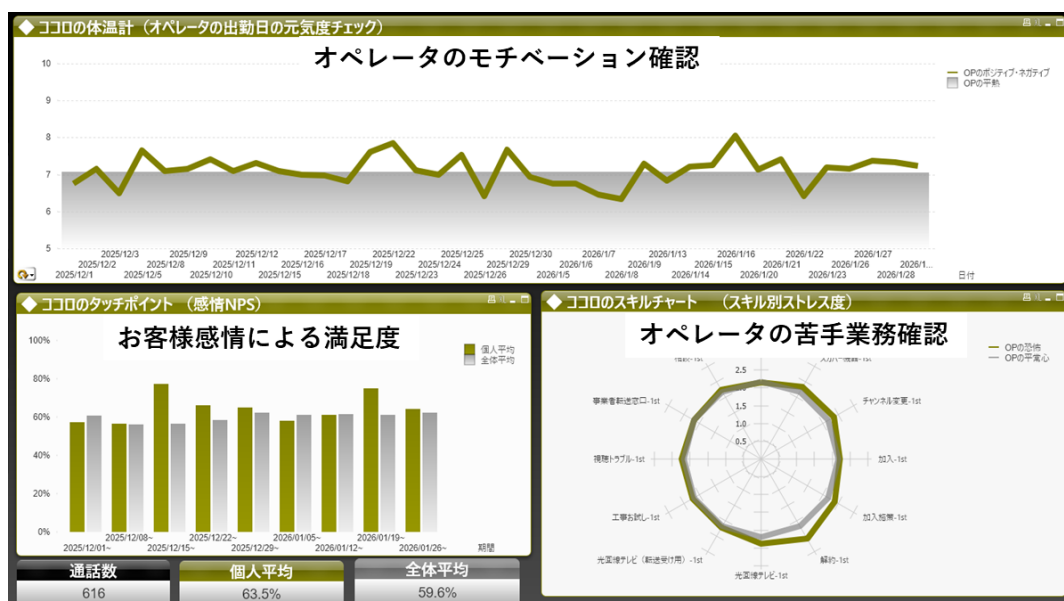 ◆ ココロの体温計（オペレータの出勤日の元気度チェック）
オペレータのモチベーション確認
10
9
8
7
6
5
OPのポジティブ・ネガティブ
OPの平熱
2025/12/3 2025/12/9 2025/12/12 2025/12/17 2025/12/22 2025/12/25 2025/12/30 2026/1/7 2026/1/13 2026/1/16 2026/1/22 2026/1/27
2025/12/2 2025/12/8 2025/12/11 2025/12/16 2025/12/19 2025/12/24 2025/12/29 2026/1/6 2026/1/9 2026/1/15 2026/1/21 2026/1/26 2026/1...
2025/12/1 2025/12/5 2025/12/10 2025/12/15 2025/12/18 2025/12/23 2025/12/26 2026/1/5 2026/1/8 2026/1/14 2026/1/20 2026/1/23 2026/1/28
日付
◆ ココロのタッチポイント （感情NPS）
お客様感情による満足度
100%
80%
60%
40%
20%
0%
個人平均
全体平均
2025/12/08~ 2025/12/22~ 2026/01/05~ 2026/01/19~
2025/12/01~ 2025/12/15~ 2025/12/29~ 2026/01/12~ 2026/01/26~
期間
通話数
616
個人平均
63.5%
全体平均
59.6%
◆ ココロのスキルチャート （スキル別ストレス度）
オペレータの苦手業務確認
OPの恐怖
OPの平常心
2.5
1.5
1.0
0.5
チャンネル変更-1st
加入-1st
加入施策-1st
解約-1st
光回線テレビ-1st
光回線テレビ（転送受け用）-1st
工事お試し-1st
視聴トラブル-1st
事業者転送窓口-1st